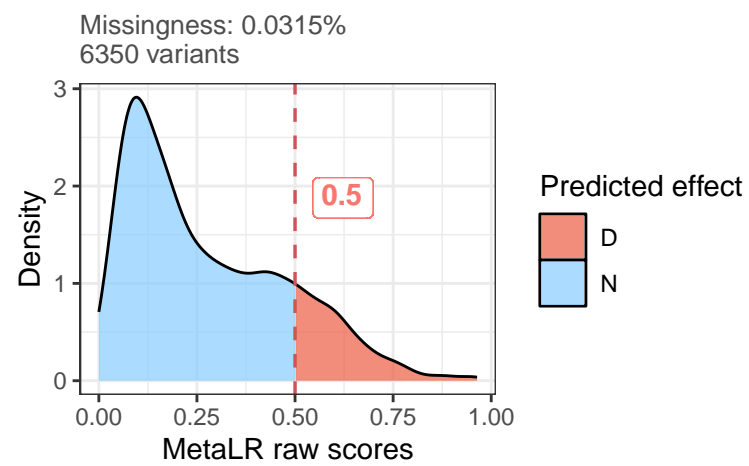 Missingness: 0.0315%
6350 variants
3
2
1
0
Density
0.5
0.00
0.25
0.50
0.75
1.00
MetaLR raw scores
Predicted effect
D
N